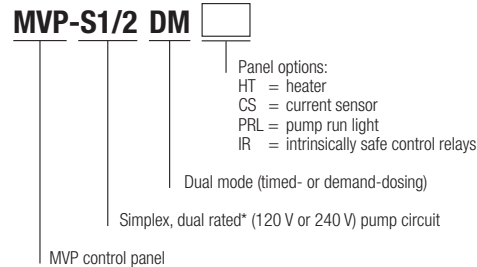 MVP-S1/2 DM
Panel options:
HT = heater
CS = current sensor
PRL = pump run light
IR = intrinsically safe control relays
Dual mode (timed- or demand-dosing)
Simplex, dual rated* (120 V or 240 V) pump circuit
MVP control panel